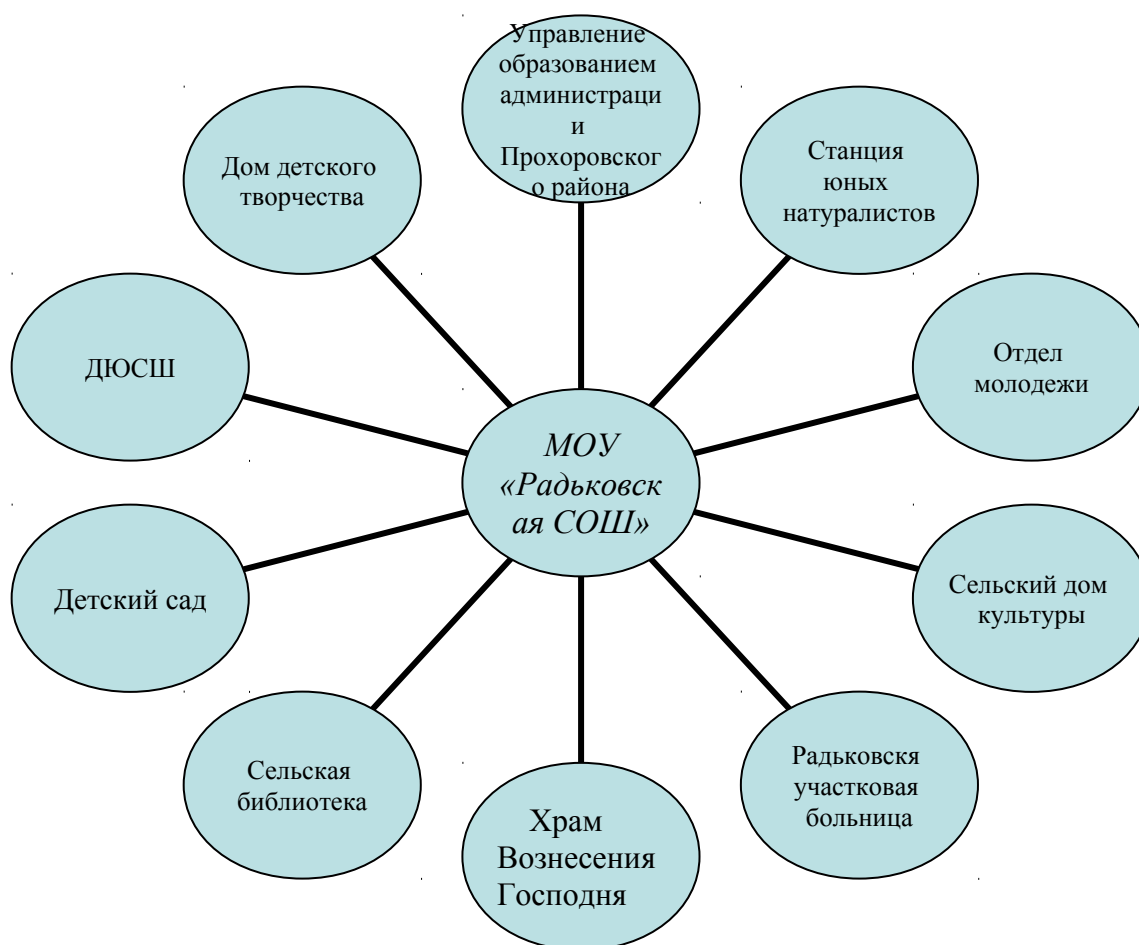 Управление
образованием
администраци
и
Прохоровског
о района
Дом детского
творчества
Станция
юных
натуралистов
ДЮСШ
Отдел
молодежи
МОУ
«Радьковск
ая СОШ»
Детский сад
Сельский дом
культуры
Сельская
библиотека
Радьковскя
участковая
больница
Храм
Вознесения
Господня